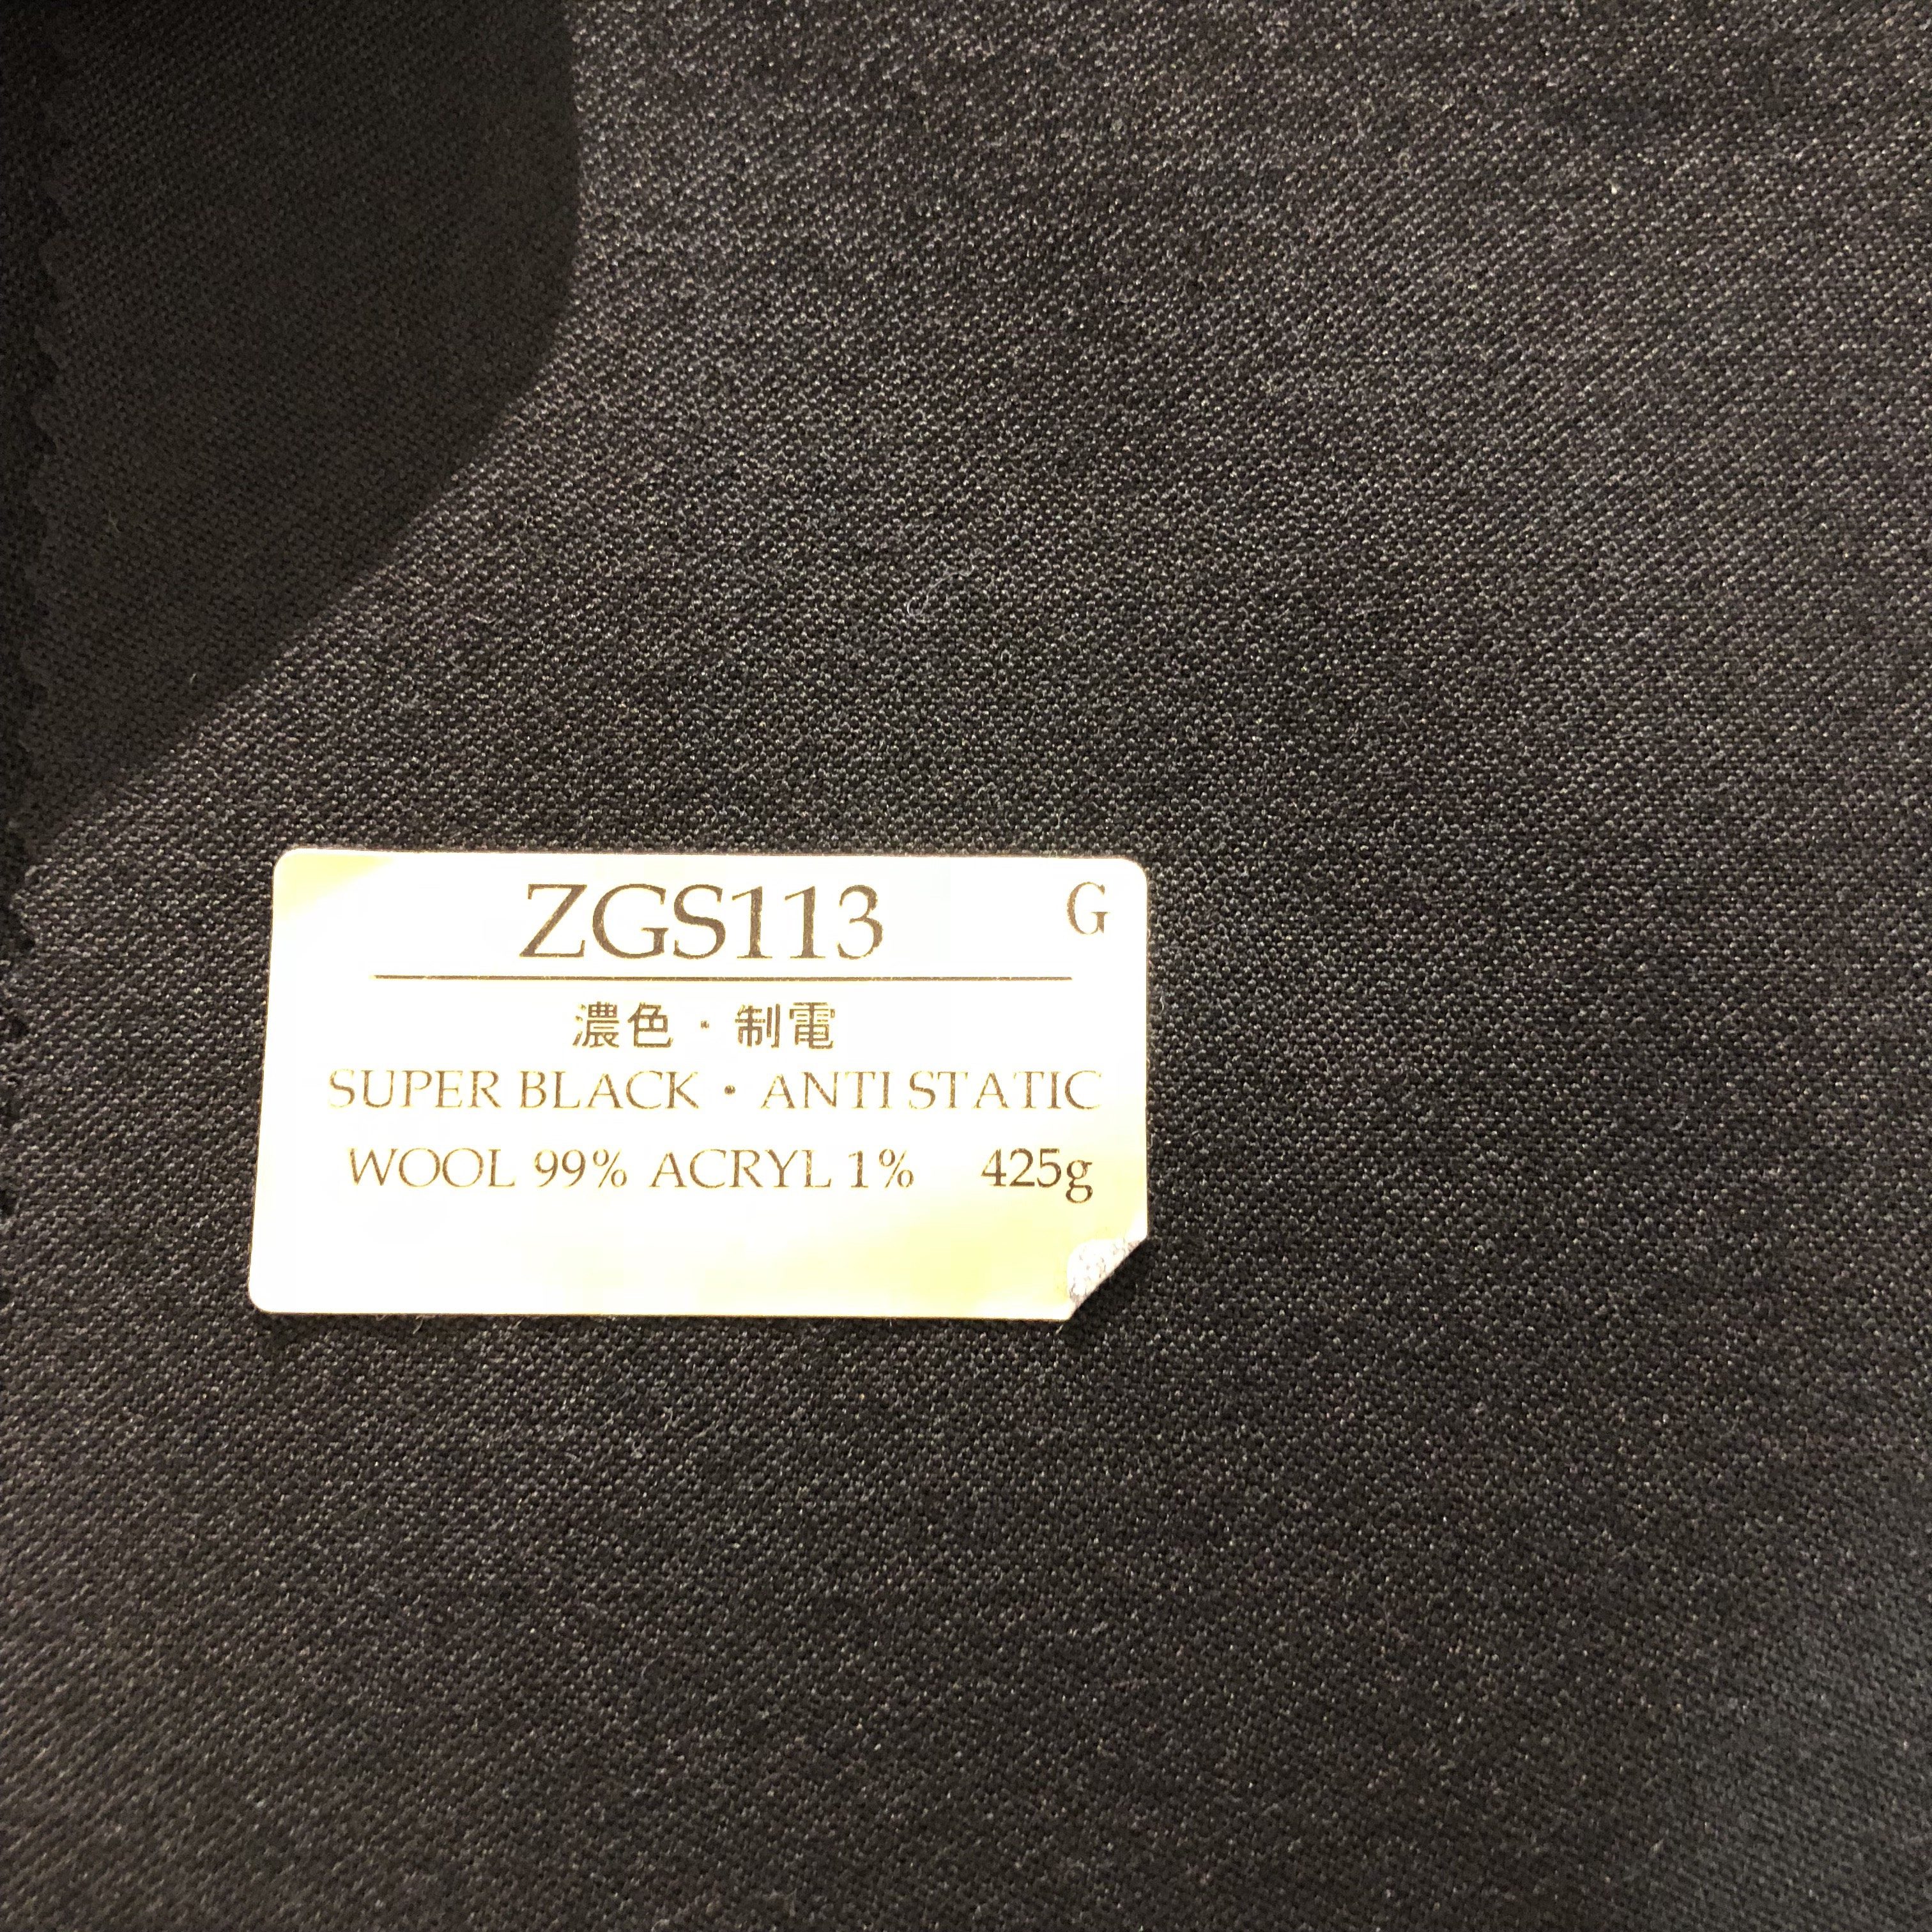 ZGS113 G
濃色・制電
SUPER BLACK・ANTI STATIC
WOOL 99% ACRYL 1% 425g